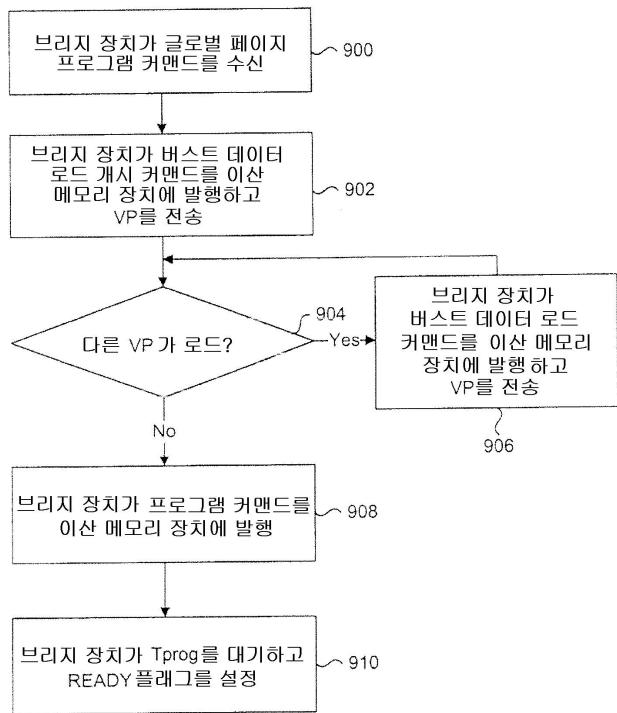 브리지 장치가 글로벌 페이지
프로그램 커맨드를 수신
900
브리지 장치가 버스트 데이터
로드 개시 커맨드를 이산
메모리 장치에 발행하고
VP를 전송
902
다른 VP가 로드?
904
Yes
브리지 장치가
버스트 데이터 로드
커맨드를 이산 메모리
장치에 발행하고
VP를 전송
906
No
브리지 장치가 프로그램 커맨드를
이산 메모리 장치에 발행
908
브리지 장치가 Tprog를 대기하고
READY플래그를 설정
910